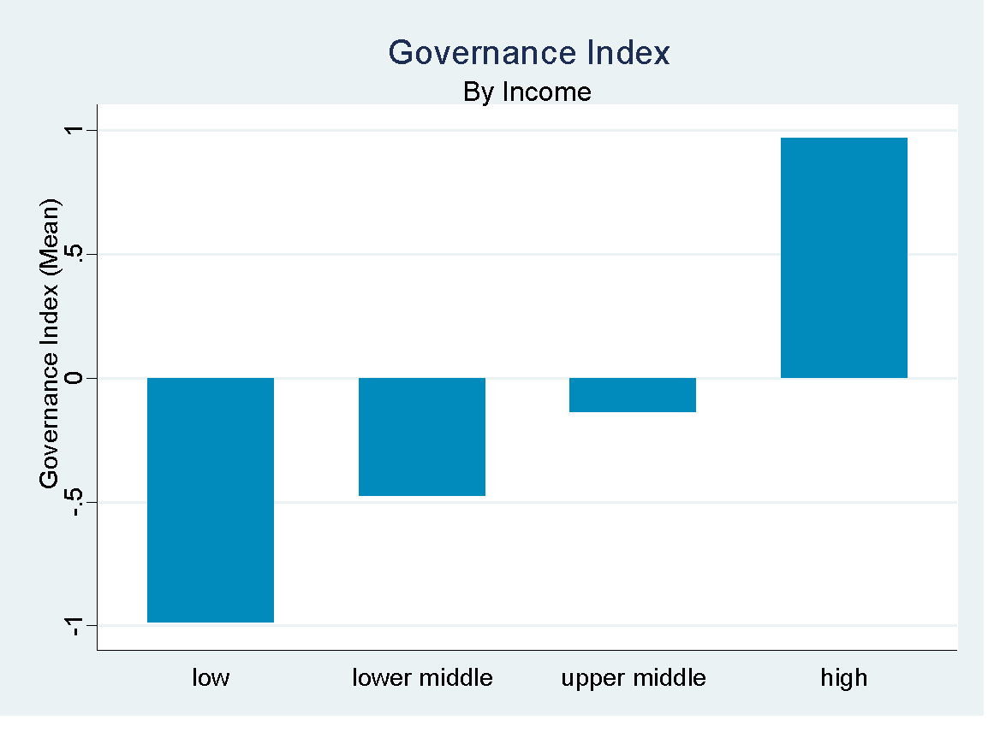 Governance Index
By Income
Governance Index (Mean)
1
.5
0
-.5
-1
low
lower middle
upper middle
high